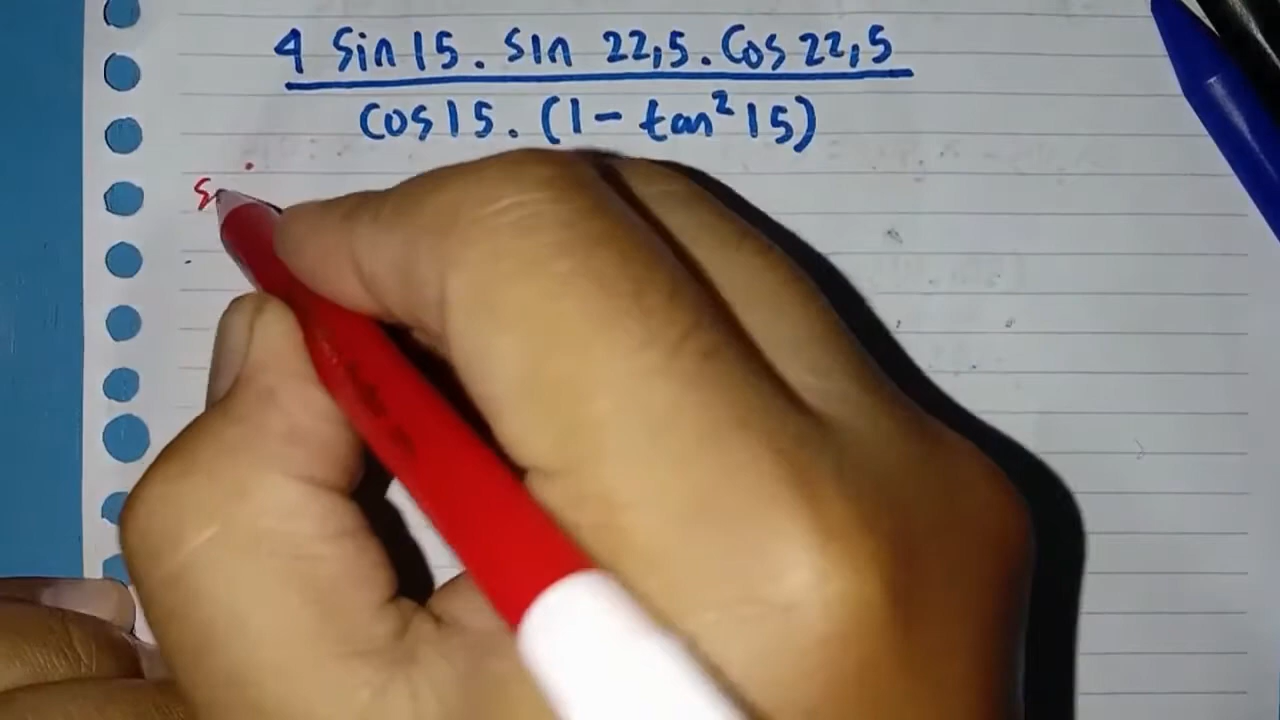 4 Sin 15 . Sin 22,5 . Cos 22,5
Cos 15 . (1 - tan² 15)